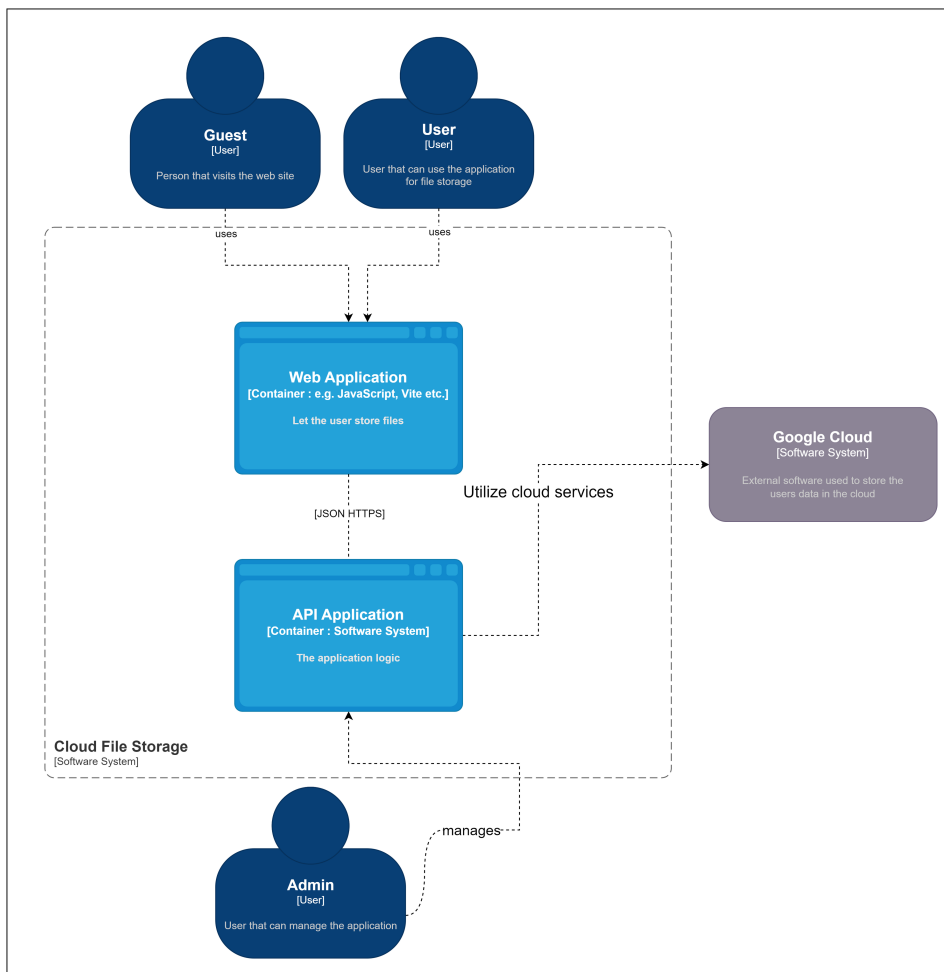 Guest
[User]
Person that visits the web site
User
[User]
User that can use the application
for file storage
uses
uses
Web Application
[Container : e.g. JavaScript, Vite etc.]
Let the user store files
Google Cloud
[Software System]
External software used to store the
users data in the cloud
Utilize cloud services
[JSON HTTPS]
API Application
[Container : Software System]
The application logic
Cloud File Storage
[Software System]
manages
Admin
[User]
User that can manage the application